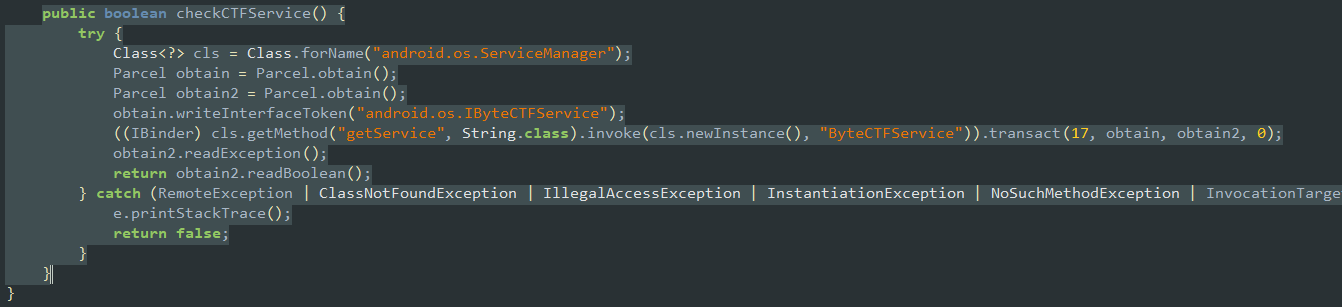 public boolean checkCTFService() {
try {
Class<?> cls = Class.forName("android.os.ServiceManager");
Parcel obtain = Parcel.obtain();
Parcel obtain2 = Parcel.obtain();
obtain.writeInterfaceToken("android.os.IByteCTFService");
((IBinder) cls.getMethod("getService", String.class).invoke(cls.newInstance(), "ByteCTFService")).transact(17, obtain, obtain2, 0);
obtain2.readException();
return obtain2.readBoolean();
} catch (RemoteException | ClassNotFoundException | IllegalAccessException | InstantiationException | NoSuchMethodException | InvocationTarge
e.printStackTrace();
return false;
}
}
}